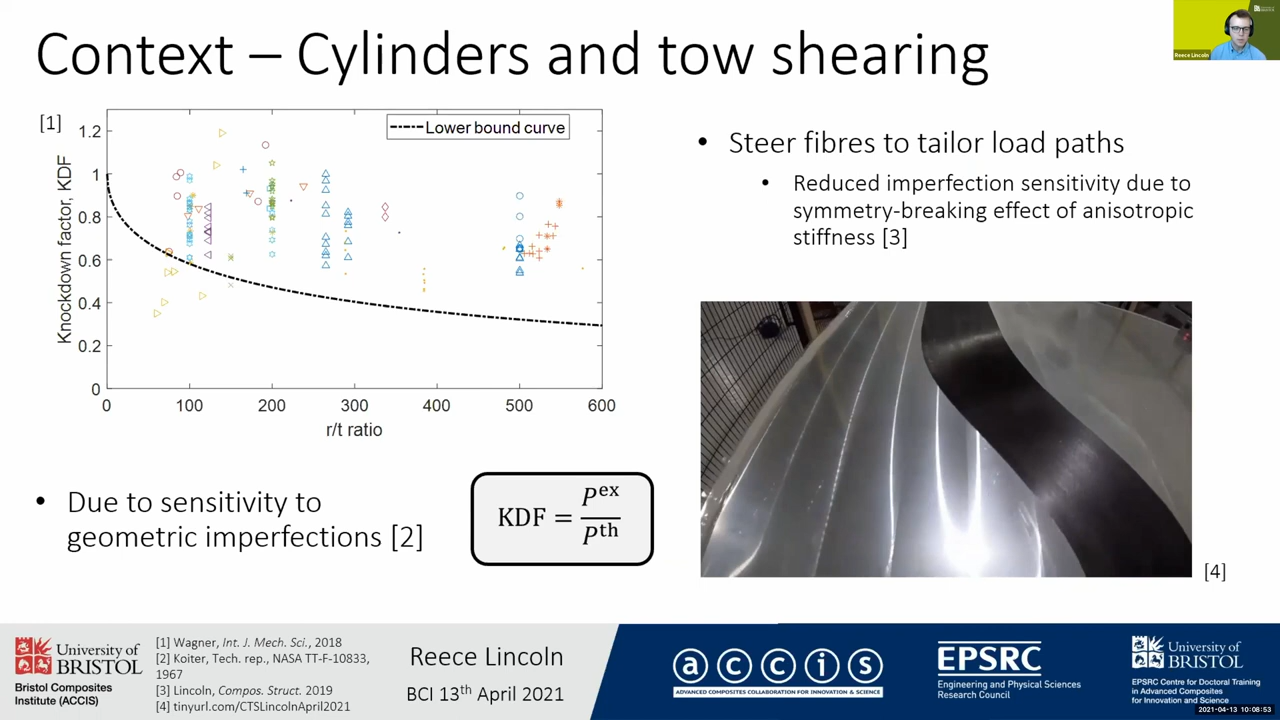 Context – Cylinders and tow shearing
University of BRISTOL
Reece Lincoln
[1]
Lower bound curve
Knockdown factor, KDF
1.2
1
0.8
0.6
0.4
0.2
0
0 100 200 300 400 500 600
r/t ratio
• Due to sensitivity to
geometric imperfections [2]
KDF = P^ex / P^th
• Steer fibres to tailor load paths
• Reduced imperfection sensitivity due to
symmetry-breaking effect of anisotropic
stiffness [3]
[4]
University of
BRISTOL
Bristol Composites
Institute (ACCIS)
[1] Wagner, Int. J. Mech. Sci., 2018
[2] Koiter, Tech. rep., NASA TT-F-10833,
1967
[3] Lincoln, Compos. Struct. 2019
[4] tinyurl.com/CTSLincolnApril2021
Reece Lincoln
BCI 13th April 2021
accis
ADVANCED COMPOSITES COLLABORATION FOR INNOVATION & SCIENCE
EPSRC
Engineering and Physical Sciences
Research Council
University of
BRISTOL
EPSRC Centre for Doctoral Training
in Advanced Composites
for Innovation and Science
2021-04-13 10:08:53